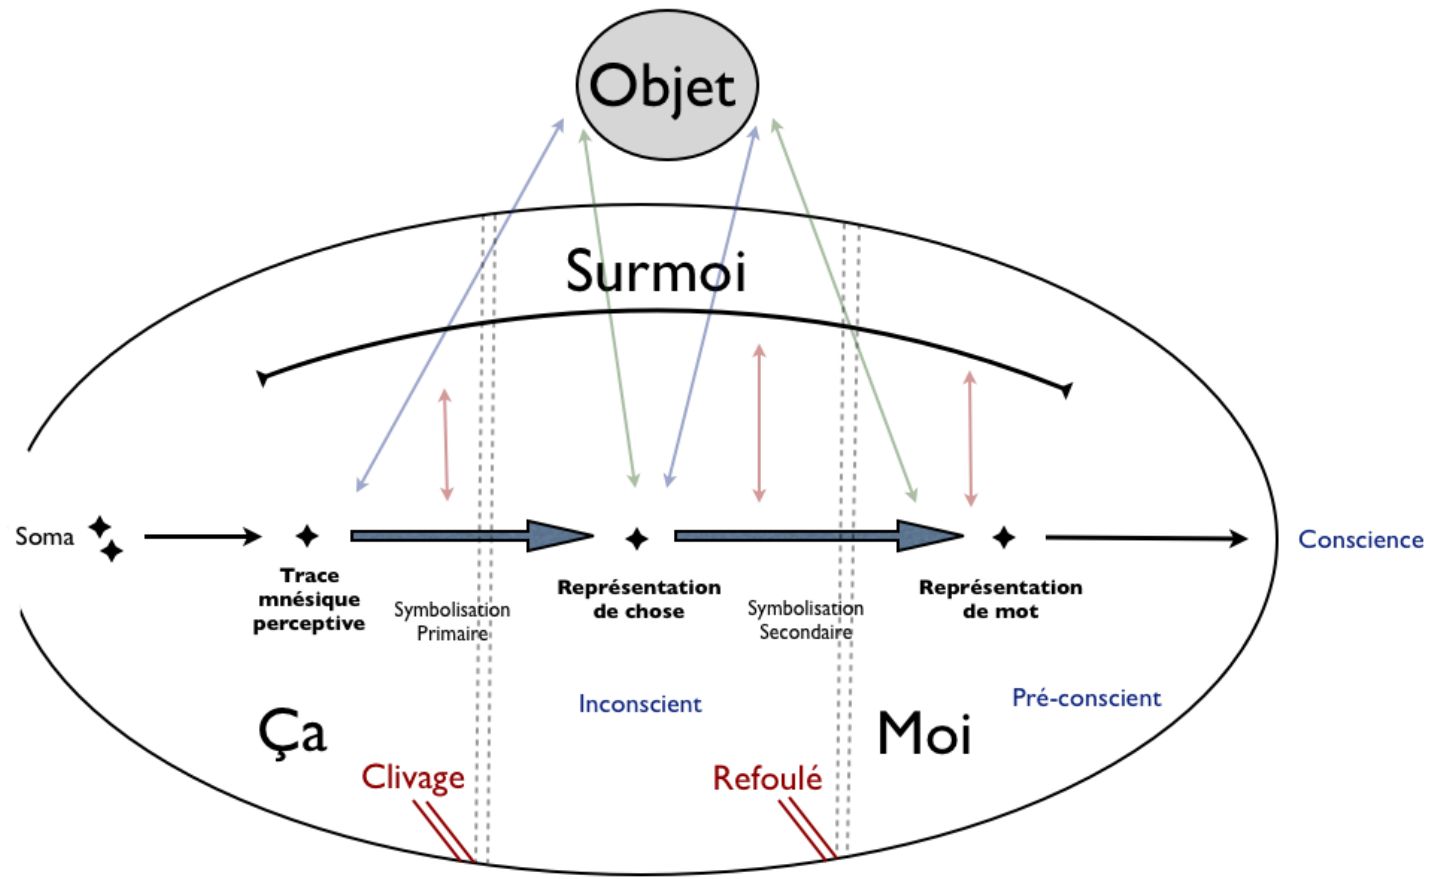 Objet
Surmoi
Soma
Conscience
Trace
mnésique
perceptive
Symbolisation
Primaire
Représentation
de chose
Symbolisation
Secondaire
Représentation
de mot
Ça
Inconscient
Moi
Pré-conscient
Clivage
Refoulé